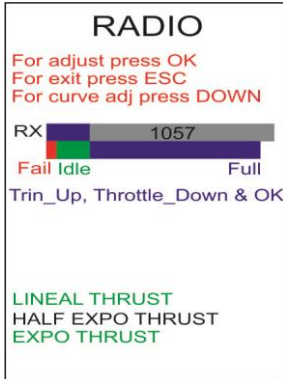 RADIO
For adjust press OK
For exit press ESC
For curve adj press DOWN
RX 1057
Fail Idle Full
Trin_Up, Throttle_Down & OK
LINEAL THRUST
HALF EXPO THRUST
EXPO THRUST